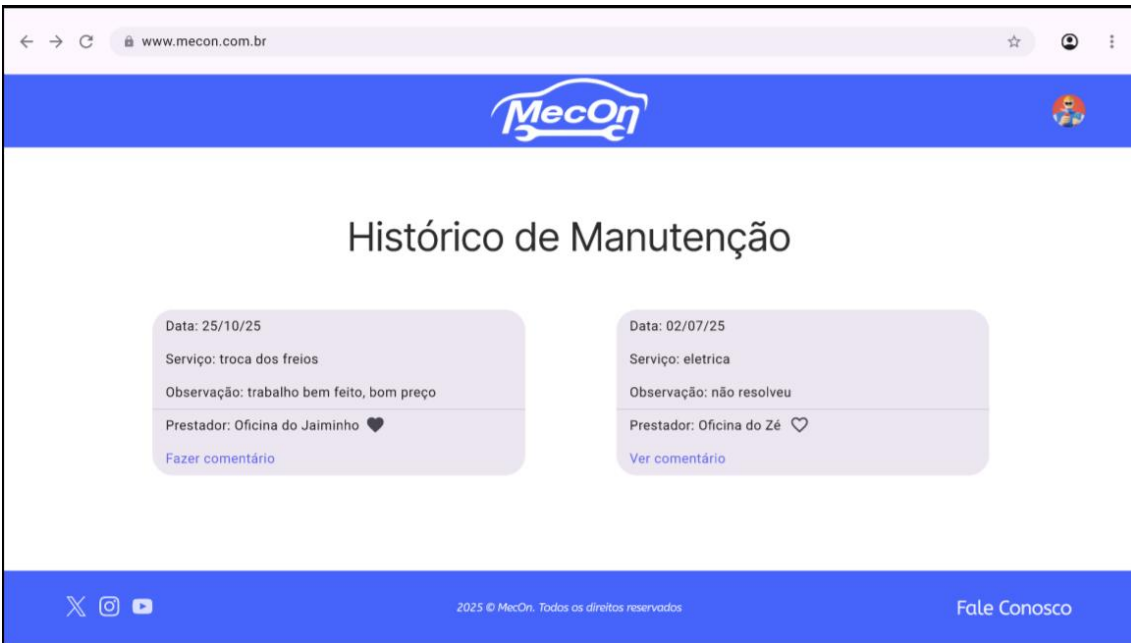 www.mecon.com.br
MecOn
Histórico de Manutenção
Data: 25/10/25
Serviço: troca dos freios
Observação: trabalho bem feito, bom preço
Prestador: Oficina do Jaiminho
Fazer comentário
Data: 02/07/25
Serviço: eletrica
Observação: não resolveu
Prestador: Oficina do Zé
Ver comentário
2025 © MecOn. Todos os direitos reservados
Fale Conosco